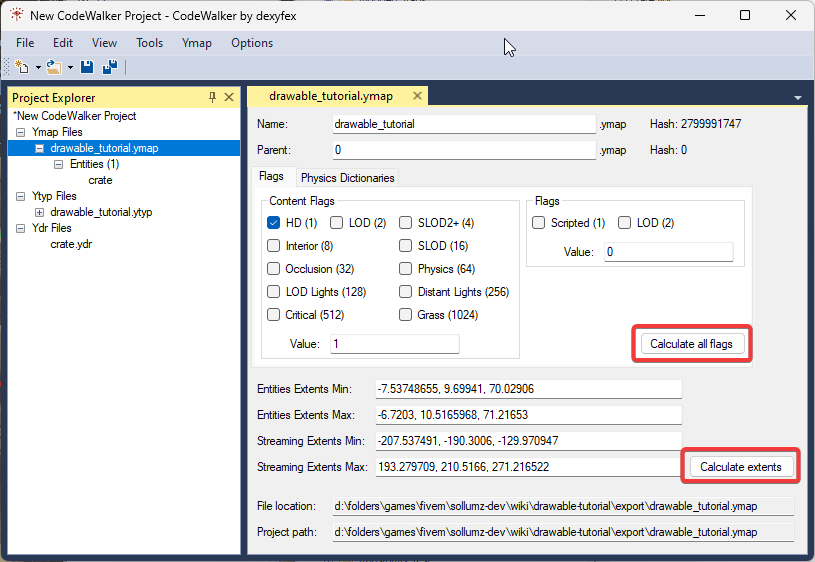 New CodeWalker Project - CodeWalker by dexyfex
File Edit View Tools Ymap Options
Project Explorer
*New CodeWalker Project
Ymap Files
drawable_tutorial.ymap
Entities (1)
crate
Ytyp Files
drawable_tutorial.ytyp
Ydr Files
crate.ydr
drawable_tutorial.ymap
Name: drawable_tutorial .ymap Hash: 2799991747
Parent: 0 .ymap Hash: 0
Flags Physics Dictionaries
Content Flags
HD (1) LOD (2) SLOD2+ (4)
Interior (8) SLOD (16)
Occlusion (32) Physics (64)
LOD Lights (128) Distant Lights (256)
Critical (512) Grass (1024)
Value: 1
Flags
Scripted (1) LOD (2)
Value: 0
Calculate all flags
Entities Extents Min: -7.53748655, 9.69941, 70.02906
Entities Extents Max: -6.7203, 10.5165968, 71.21653
Streaming Extents Min: -207.537491, -190.3006, -129.970947
Streaming Extents Max: 193.279709, 210.5166, 271.216522
Calculate extents
File location: d:\folders\games\fivem\sollumz-dev\wiki\drawable-tutorial\export\drawable_tutorial.ymap
Project path: d:\folders\games\fivem\sollumz-dev\wiki\drawable-tutorial\export\drawable_tutorial.ymap